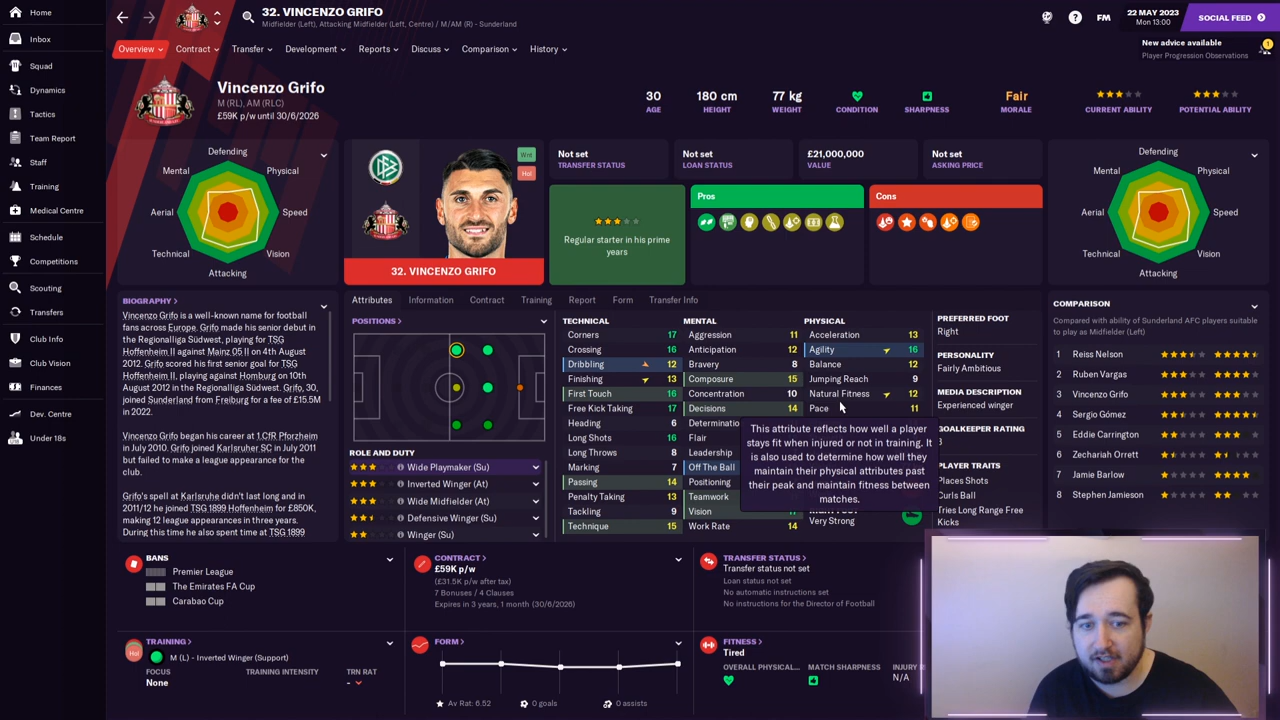 Home
Inbox
Squad
Dynamics
Tactics
Team Report
Staff
Training
Medical Centre
Schedule
Competitions
Scouting
Transfers
Club Info
Club Vision
Finances
Dev. Centre
Under 18s
32. VINCENZO GRIFO
Midfielder (Left), Attacking Midfielder (Left, Centre) / M/AM (R) - Sunderland
FM
22 MAY 2023
Mon 13:00
SOCIAL FEED
Overview
Contract
Transfer
Development
Reports
Discuss
Comparison
History
New advice available
Player Progression Observations
1
Vincenzo Grifo
M (RL), AM (RLC)
£59K p/w until 30/6/2026
30
AGE
180 cm
HEIGHT
77 kg
WEIGHT
CONDITION
SHARPNESS
Fair
MORALE
CURRENT ABILITY
POTENTIAL ABILITY
Defending
Mental
Physical
Aerial
Speed
Technical
Vision
Attacking
Wnt
Hol
32. VINCENZO GRIFO
Not set
TRANSFER STATUS
Not set
LOAN STATUS
£21,000,000
VALUE
Not set
ASKING PRICE
Regular starter in his prime
years
Pros
Cons
Defending
Mental
Physical
Aerial
Speed
Technical
Vision
Attacking
BIOGRAPHY
Vincenzo Grifo is a well-known name for football
fans across Europe. Grifo made his senior debut in
the Regionalliga Südwest, playing for TSG
Hoffenheim II against Mainz 05 II on 4th August
2012. Grifo scored his first senior goal for TSG
Hoffenheim II, playing against Homburg on 10th
August 2012 in the Regionalliga Südwest. Grifo, 30,
joined Sunderland from Freiburg for a fee of £15.5M
in 2022.
Vincenzo Grifo began his career at 1.CfR Pforzheim
in July 2010. Grifo joined Karlsruher SC in July 2011
but failed to make a league appearance for the
club.
Grifo's spell at Karlsruhe didn't last long and in
2011/12 he joined TSG 1899 Hoffenheim for £850K,
making 12 league appearances in three years.
During this time he also spent time at TSG 1899
Attributes
Information
Contract
Training
Report
Form
Transfer Info
POSITIONS
ROLE AND DUTY
Wide Playmaker (Su)
Inverted Winger (At)
Wide Midfielder (At)
Defensive Winger (Su)
Winger (Su)
TECHNICAL
Corners 17
Crossing 16
Dribbling 12
Finishing 13
First Touch 16
Free Kick Taking 17
Heading 6
Long Shots 16
Long Throws 8
Marking 7
Passing 14
Penalty Taking 13
Tackling 9
Technique 15
MENTAL
Aggression 11
Anticipation 12
Bravery 8
Composure 15
Concentration 10
Decisions 14
Flair
Leadership
Off The Ball
Positioning
Teamwork
Vision
Work Rate 14
PHYSICAL
Acceleration 13
Agility 16
Balance 12
Jumping Reach 9
Natural Fitness 12
Pace 11
This attribute reflects how well a player
stays fit when injured or not in training. It
is also used to determine how well they
maintain their physical attributes past
their peak and maintain fitness between
matches.
Very Strong
PREFERRED FOOT
Right
PERSONALITY
Fairly Ambitious
MEDIA DESCRIPTION
Experienced winger
GOALKEEPER RATING
PLAYER TRAITS
Places Shots
Curls Ball
Tries Long Range Free
Kicks
COMPARISON
Compared with ability of Sunderland AFC players suitable
to play as Midfielder (Left)
1 Reiss Nelson
2 Ruben Vargas
3 Vincenzo Grifo
4 Sergio Gómez
5 Eddie Carrington
6 Zechariah Orrett
7 Jamie Barlow
8 Stephen Jamieson
BANS
Premier League
The Emirates FA Cup
Carabao Cup
CONTRACT
£59K p/w
(£31.5K p/w after tax)
7 Bonuses / 4 Clauses
Expires in 3 years, 1 month (30/6/2026)
TRANSFER STATUS
Transfer status not set
Loan status not set
No automatic instructions set
No instructions for the Director of Football
TRAINING
Hol
M (L) - Inverted Winger (Support)
FOCUS
None
TRAINING INTENSITY
TRN RAT
-
FORM
Av Rat: 6.52
0 goals
0 assists
FITNESS
Tired
OVERALL PHYSICAL...
MATCH SHARPNESS
INJURY
N/A